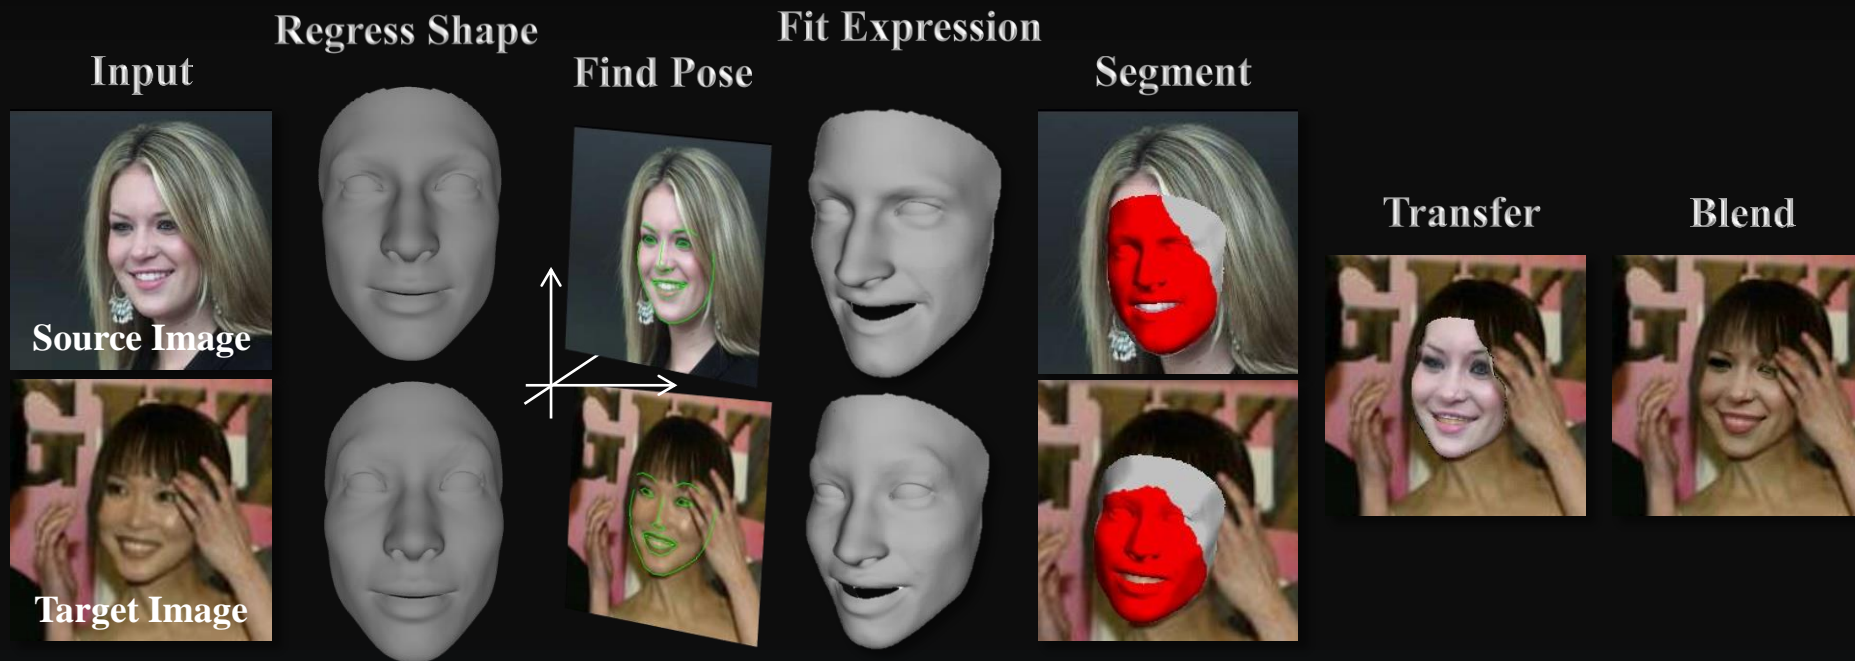 Input
Regress Shape
Find Pose
Fit Expression
Segment
Transfer
Blend
Source Image
Target Image